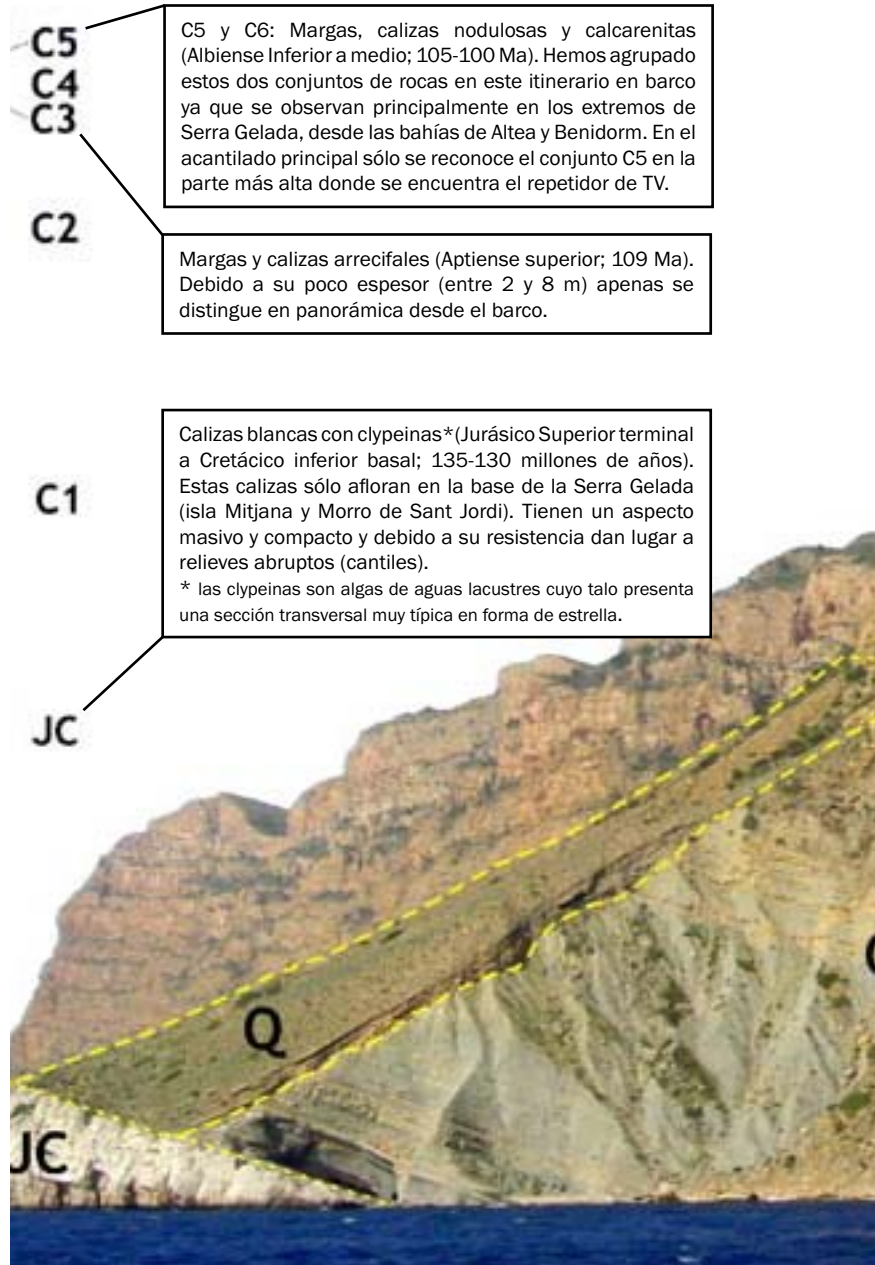 C5
C4
C3
C2
C5 y C6: Margas, calizas nodulosas y calcarenitas
(Albiense Inferior a medio; 105-100 Ma). Hemos agrupado
estos dos conjuntos de rocas en este itinerario en barco
ya que se observan principalmente en los extremos de
Serra Gelada, desde las bahías de Altea y Benidorm. En el
acantilado principal sólo se reconoce el conjunto C5 en la
parte más alta donde se encuentra el repetidor de TV.
Margas y calizas arrecifales (Aptiense superior; 109 Ma).
Debido a su poco espesor (entre 2 y 8 m) apenas se
distingue en panorámica desde el barco.
C1
Calizas blancas con clypeinas*(Jurásico Superior terminal
a Cretácico inferior basal; 135-130 millones de años).
Estas calizas sólo afloran en la base de la Serra Gelada
(isla Mitjana y Morro de Sant Jordi). Tienen un aspecto
masivo y compacto y debido a su resistencia dan lugar a
relieves abruptos (cantiles).
* las clypeinas son algas de aguas lacustres cuyo talo presenta
una sección transversal muy típica en forma de estrella.
JC
Q
JC